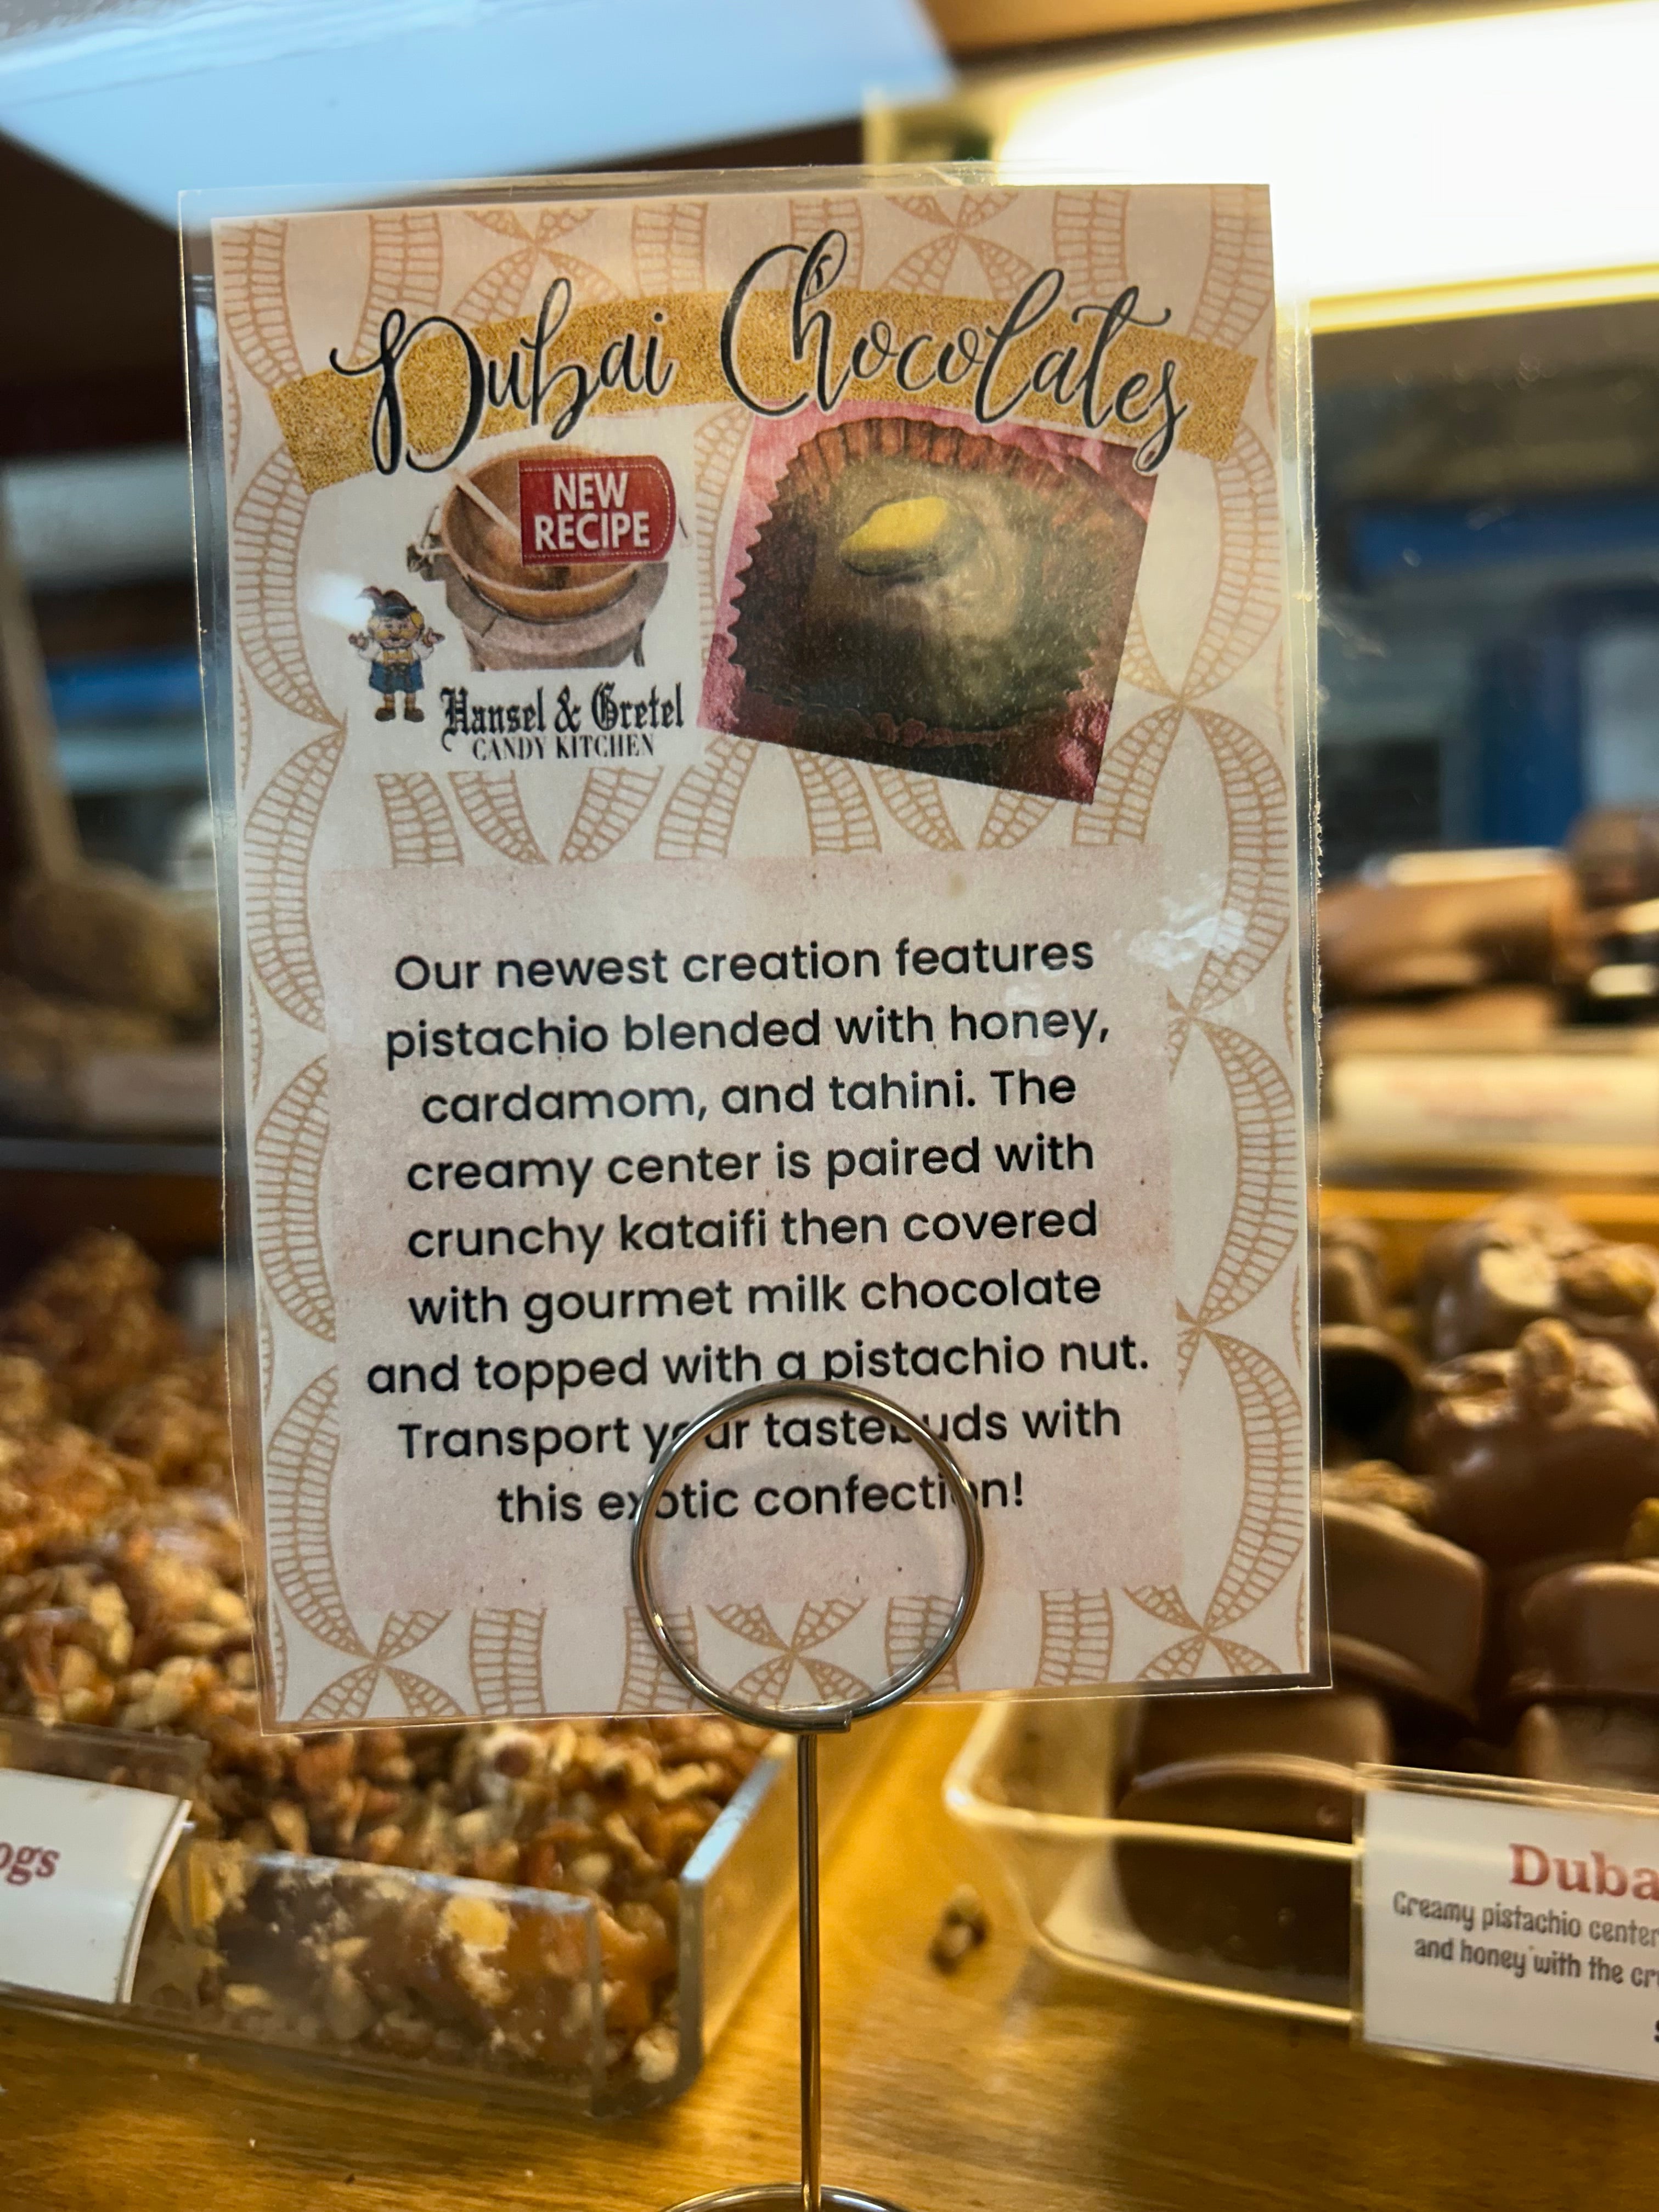 Dubai Chocolates
NEW
RECIPE
Hansel & Gretel
CANDY KITCHEN
Our newest creation features
pistachio blended with honey,
cardamom, and tahini. The
creamy center is paired with
crunchy kataifi then covered
with gourmet milk chocolate
and topped with a pistachio nut.
Transport your tastebuds with
this exotic confection!
ogs
Duba
Creamy pistachio center
and honey with the cr